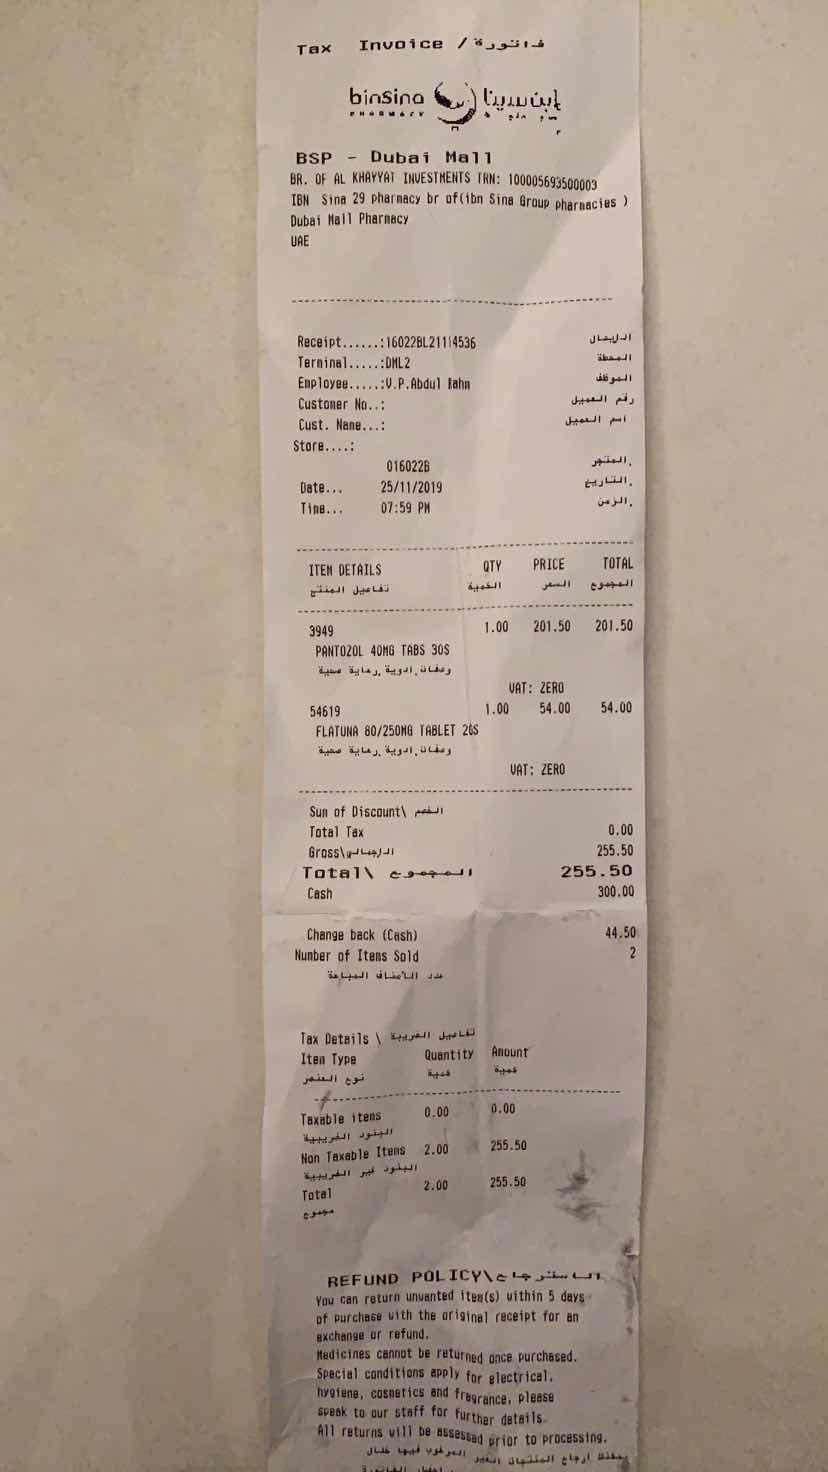 Tax Invoice / فاتورة
binsina ابن سينا
PHARMACY صيدلية
BSP - Dubai Mall
BR. OF AL KHAYYAT INVESTMENTS TRN: 100005693500003
IBN Sina 29 pharmacy br of(ibn Sina Group pharmacies )
Dubai Mall Pharmacy
UAE
Receipt......:16022BL21114536 الإيصال
Terminal.....:DML2 المحطة
Employee.....:V.P.Abdul Rahm الموظف
Customer No..: رقم العميل
Cust. Name...: اسم العميل
Store....:
016022B المتجر.
Date... 25/11/2019 التاريخ.
Time... 07:59 PM الزمن.
ITEM DETAILS QTY PRICE TOTAL
تفاصيل المنتج الكمية السعر المجموع
3949 1.00 201.50 201.50
PANTOZOL 40MG TABS 30S
وصفات,أدوية,رعاية صحية
VAT: ZERO
54619 1.00 54.00 54.00
FLATUNA 80/250MG TABLET 20S
وصفات,أدوية,رعاية صحية
VAT: ZERO
Sum of Discount\ الخصم
Total Tax 0.00
Gross\الإجمالي 255.50
Total\ المجموع 255.50
Cash 300.00
Change back (Cash) 44.50
Number of Items Sold 2
عدد الأصناف المباعة
Tax Details \ تفاصيل الضريبة
Item Type Quantity Amount
نوع العنصر كمية كمية
Taxable items 0.00 0.00
البنود الضريبية
Non Taxable Items 2.00 255.50
البنود غير الضريبية
Total 2.00 255.50
مجموع
REFUND POLICY\الاسترجاع
You can return unwanted item(s) within 5 days
of purchase with the original receipt for an
exchange or refund.
Medicines cannot be returned once purchased.
Special conditions apply for electrical,
hygiene, cosmetics and fragrance, please
speak to our staff for further details.
All returns will be assessed prior to processing.
يمكنك ارجاع المنتجات الغير المرغوب فيها خلال